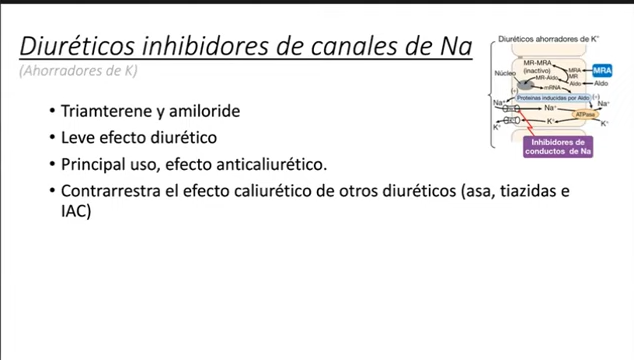 Diuréticos inhibidores de canales de Na
(Ahorradores de K)
• Triamterene y amiloride
• Leve efecto diurético
• Principal uso, efecto anticaliurético.
• Contrarrestra el efecto caliurético de otros diuréticos (asa, tiazidas e
IAC)
Diuréticos ahorradores de K⁺
MR-MRA
(inactivo)
MRA
MRA
Núcleo
MR
MR-Aldo
Aldo
Aldo
mRNA
(+)
Proteínas inducidas por Aldo
(+)
Na⁺
Na⁺
Na⁺
ATPasa
K⁺
K⁺
K⁺
Inhibidores de
conductos de Na